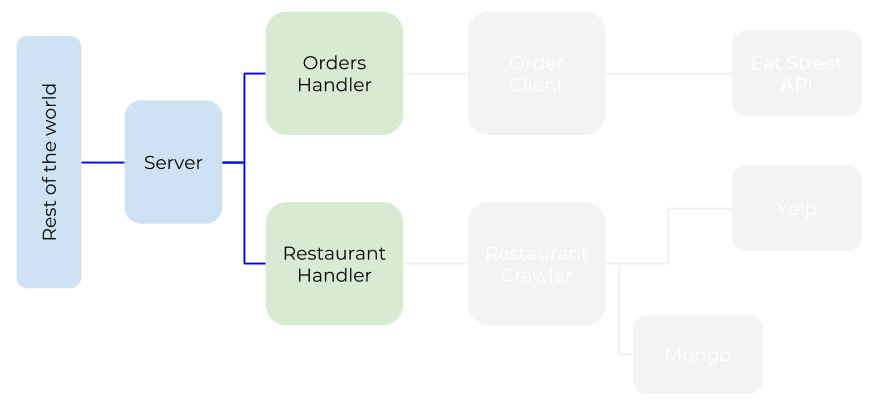 Rest of the world
Server
Orders
Handler
Order
Client
Eat Street
API
Restaurant
Handler
Restaurant
Crawler
Yelp
Mongo